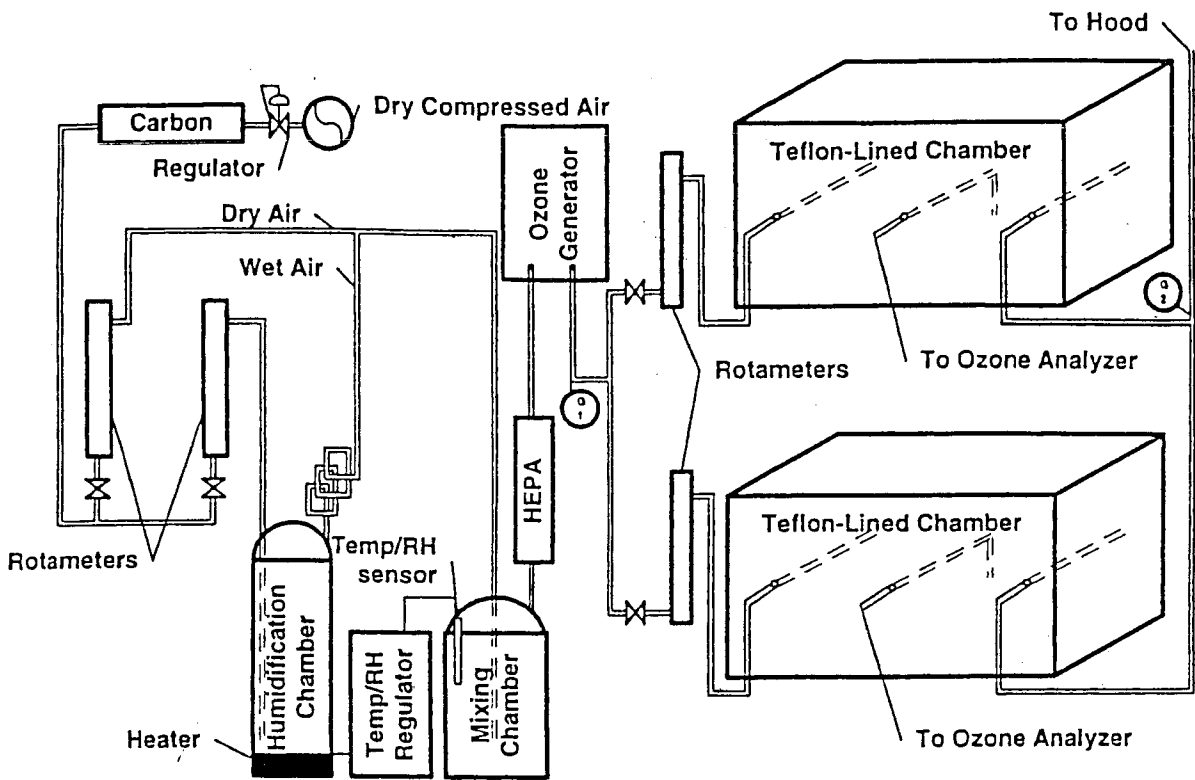 To Hood
Dry Compressed Air
Carbon
Regulator
Teflon-Lined Chamber
Ozone
Generator
Dry Air
Wet Air
Q
2
To Ozone Analyzer
Rotameters
Q
1
HEPA
Teflon-Lined Chamber
Rotameters
Temp/RH
sensor
Humidification
Chamber
Temp/RH
Regulator
Mixing
Chamber
Heater
To Ozone Analyzer